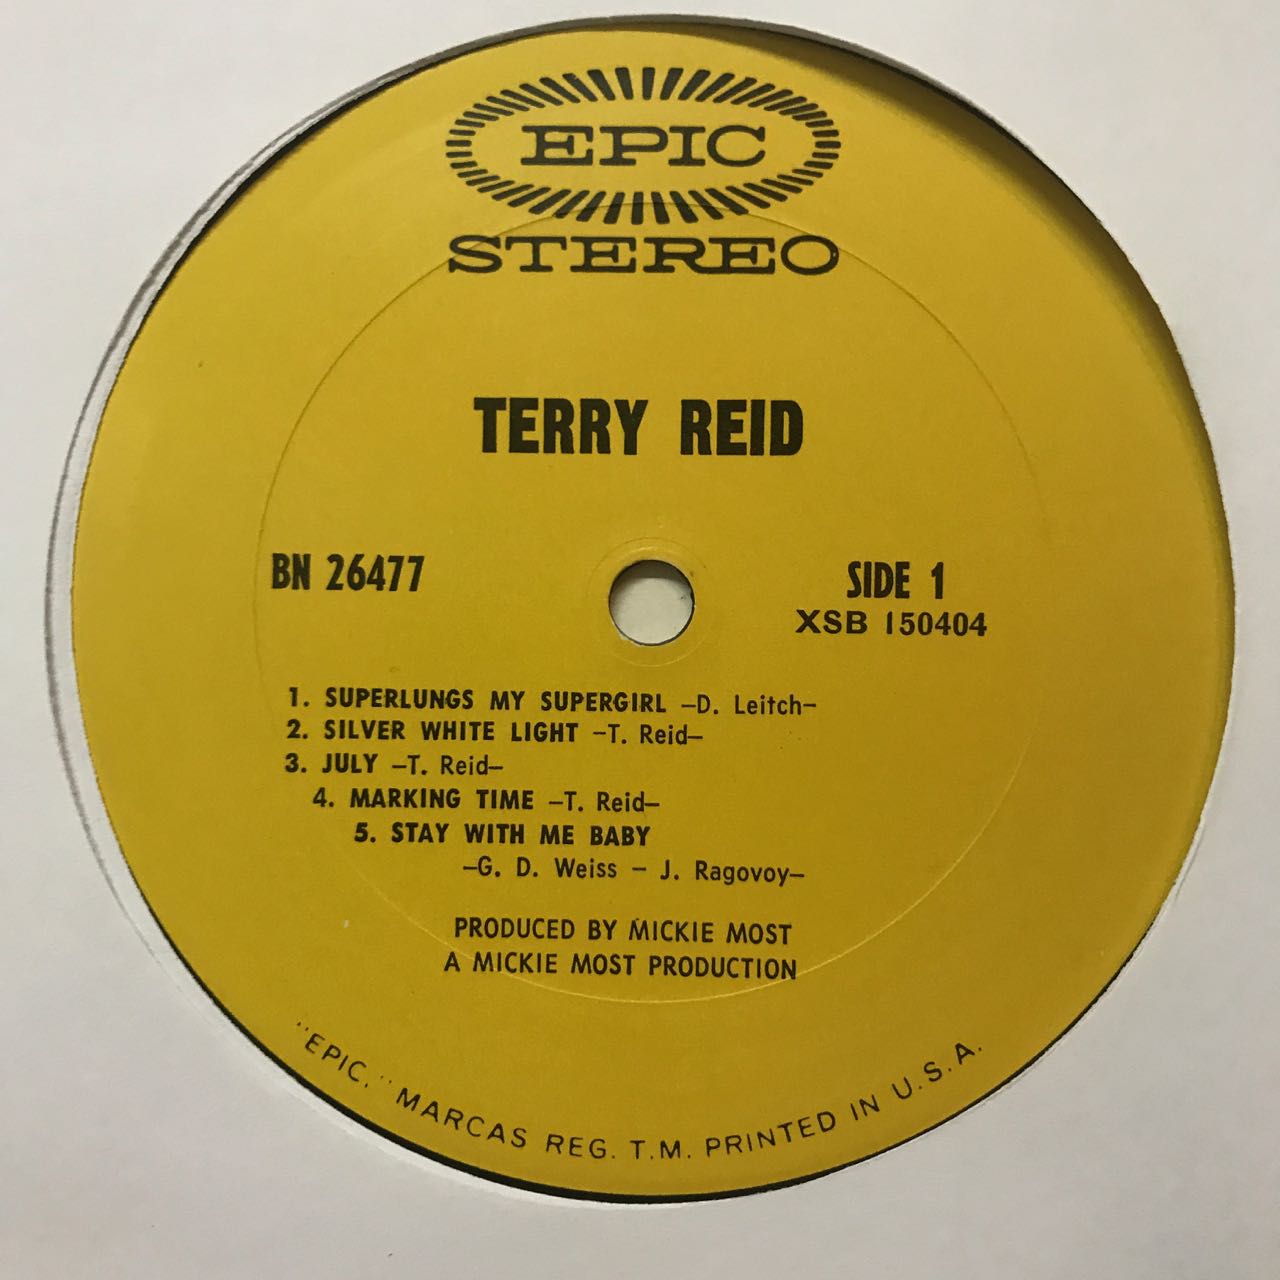 EPIC
STEREO
TERRY REID
BN 26477
SIDE 1
XSB 150404
1. SUPERLUNGS MY SUPERGIRL –D. Leitch–
2. SILVER WHITE LIGHT –T. Reid–
3. JULY –T. Reid–
4. MARKING TIME –T. Reid–
5. STAY WITH ME BABY
–G. D. Weiss – J. Ragovoy–
PRODUCED BY MICKIE MOST
A MICKIE MOST PRODUCTION
"EPIC," MARCAS REG. T.M. PRINTED IN U.S.A.